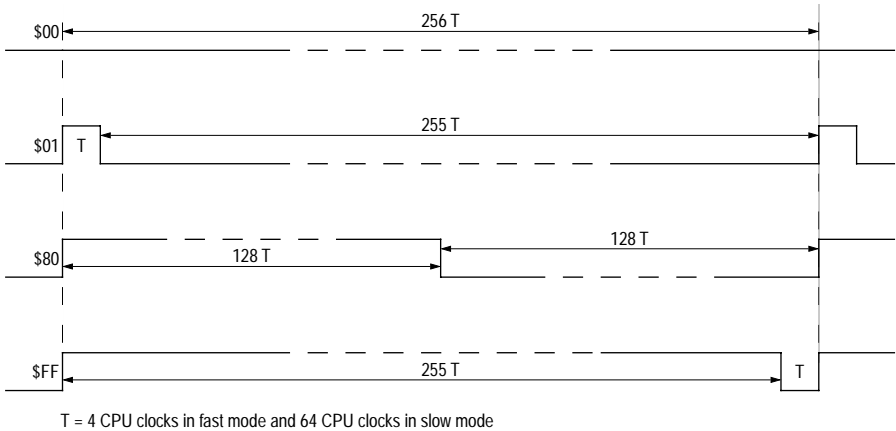 256 T
$00
255 T
$01 T
128 T
$80
128 T
$FF
255 T
T
T = 4 CPU clocks in fast mode and 64 CPU clocks in slow mode